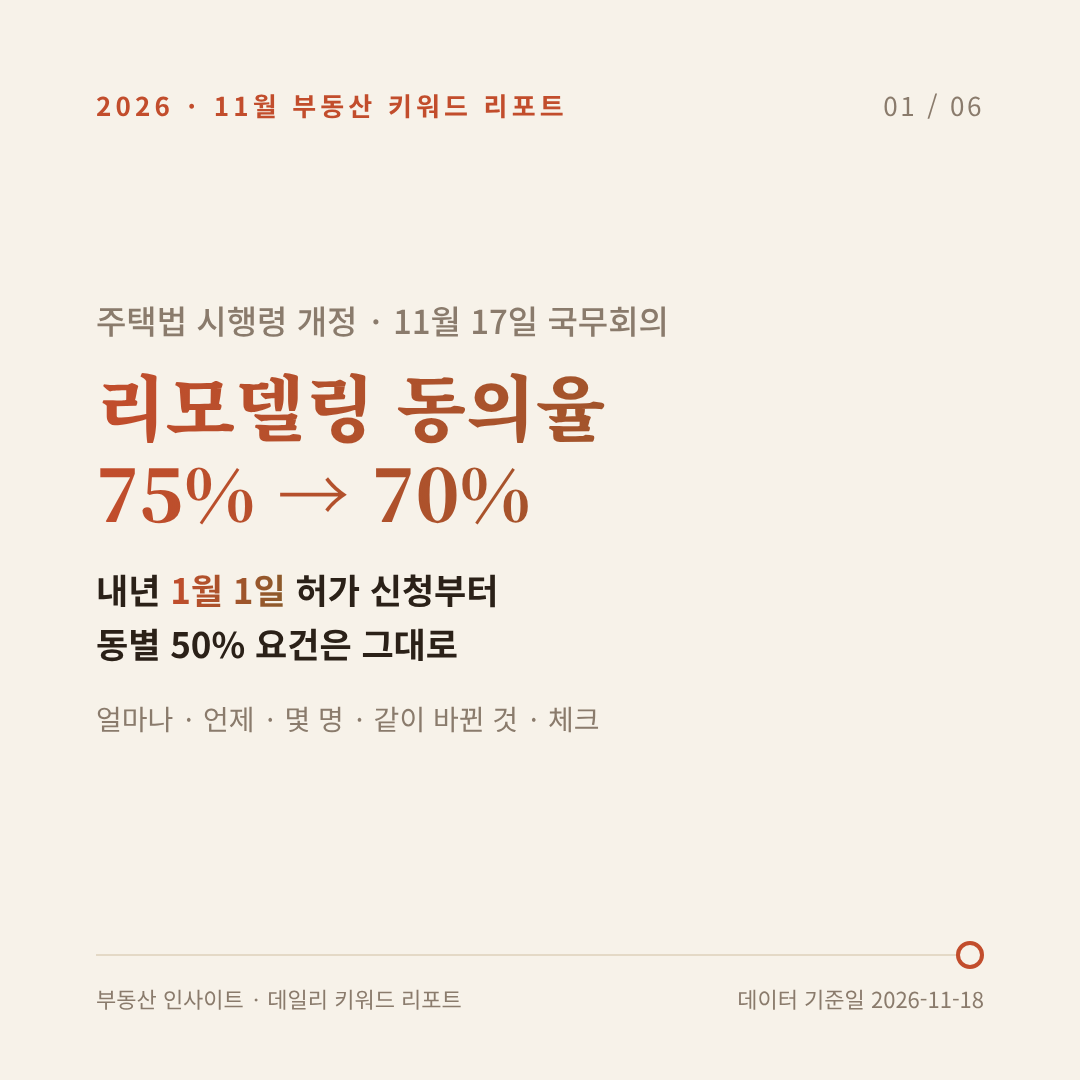 2026 · 11월 부동산 키워드 리포트
01 / 06
주택법 시행령 개정 · 11월 17일 국무회의
리모델링 동의율
75% → 70%
내년 1월 1일 허가 신청부터
동별 50% 요건은 그대로
얼마나 · 언제 · 몇 명 · 같이 바뀐 것 · 체크
부동산 인사이트 · 데일리 키워드 리포트
데이터 기준일 2026-11-18